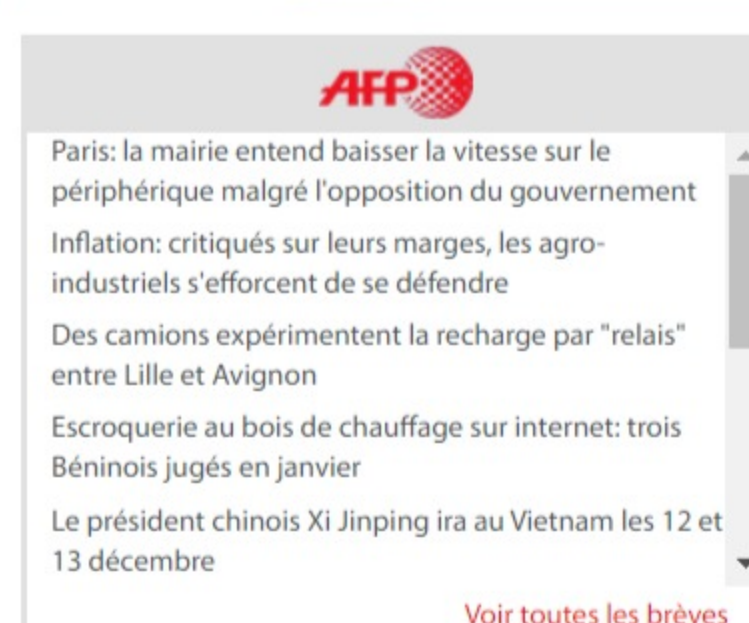 AFP
Paris: la mairie entend baisser la vitesse sur le
périphérique malgré l'opposition du gouvernement
Inflation: critiqués sur leurs marges, les agro-
industriels s'efforcent de se défendre
Des camions expérimentent la recharge par "relais"
entre Lille et Avignon
Escroquerie au bois de chauffage sur internet: trois
Béninois jugés en janvier
Le président chinois Xi Jinping ira au Vietnam les 12 et
13 décembre
Voir toutes les brèves